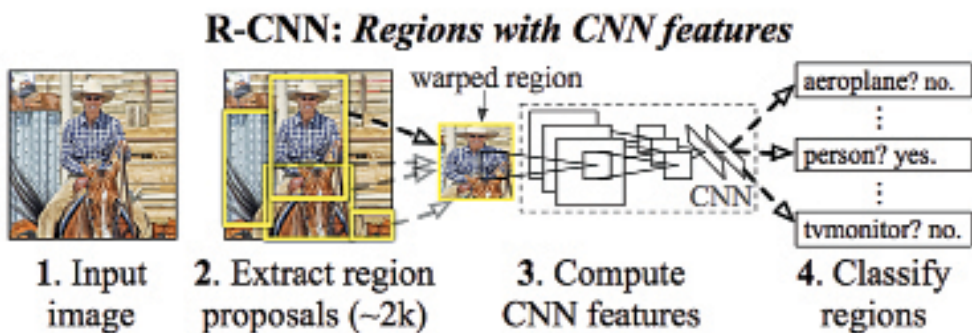 R-CNN: Regions with CNN features
warped region
aeroplane? no.
person? yes.
CNN
tvmonitor? no.
1. Input
image
2. Extract region
proposals (~2k)
3. Compute
CNN features
4. Classify
regions